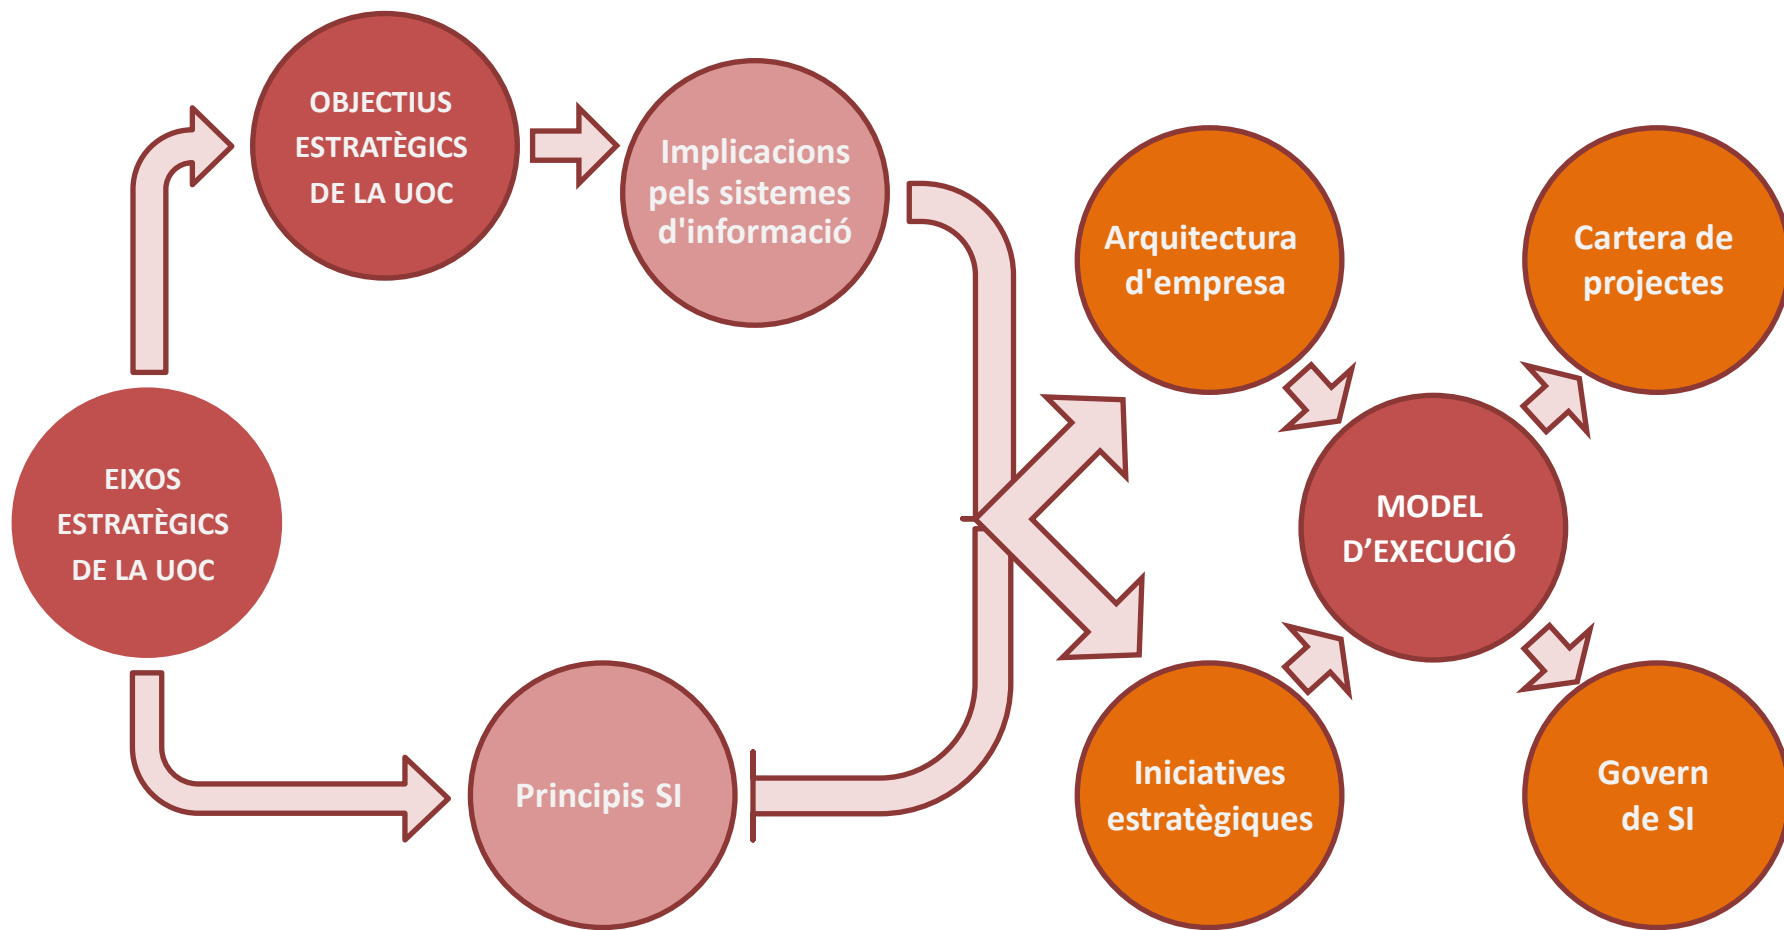 OBJECTIUS
ESTRATÈGICS
DE LA UOC
Implicacions
pels sistemes
d'informació
EIXOS
ESTRATÈGICS
DE LA UOC
Principis SI
Arquitectura
d'empresa
Cartera de
projectes
MODEL
D’EXECUCIÓ
Iniciatives
estratègiques
Govern
de SI